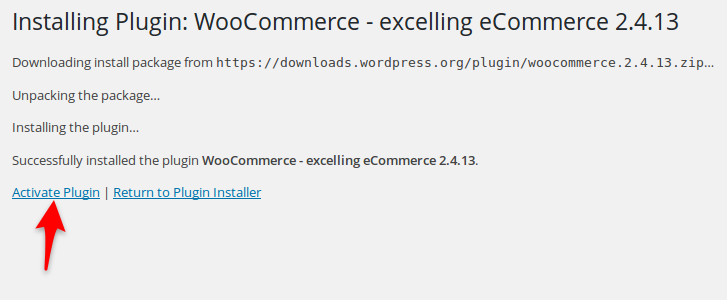 Installing Plugin: WooCommerce - excelling eCommerce 2.4.13
Downloading install package from https://downloads.wordpress.org/plugin/woocommerce.2.4.13.zip…
Unpacking the package…
Installing the plugin…
Successfully installed the plugin WooCommerce - excelling eCommerce 2.4.13.
Activate Plugin | Return to Plugin Installer